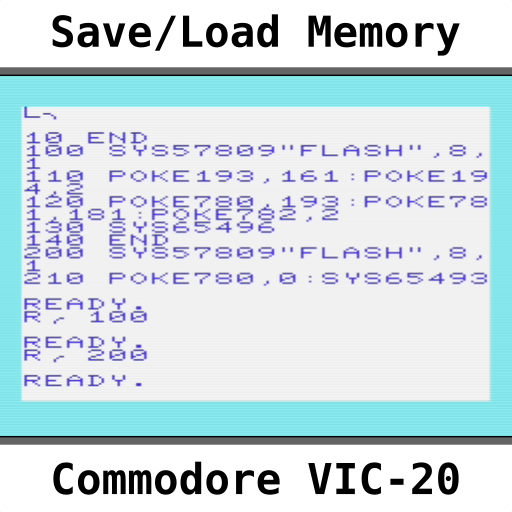 Save/Load Memory
L╮
10 END
100 SYS57809"FLASH",8,
1
110 POKE193,161:POKE19
4,2
120 POKE780,193:POKE78
1,181:POKE782,2
130 SYS65496
140 END
200 SYS57809"FLASH",8,
1
210 POKE780,0:SYS65493
READY.
R╭ 100
READY.
R╭ 200
READY.
Commodore VIC-20